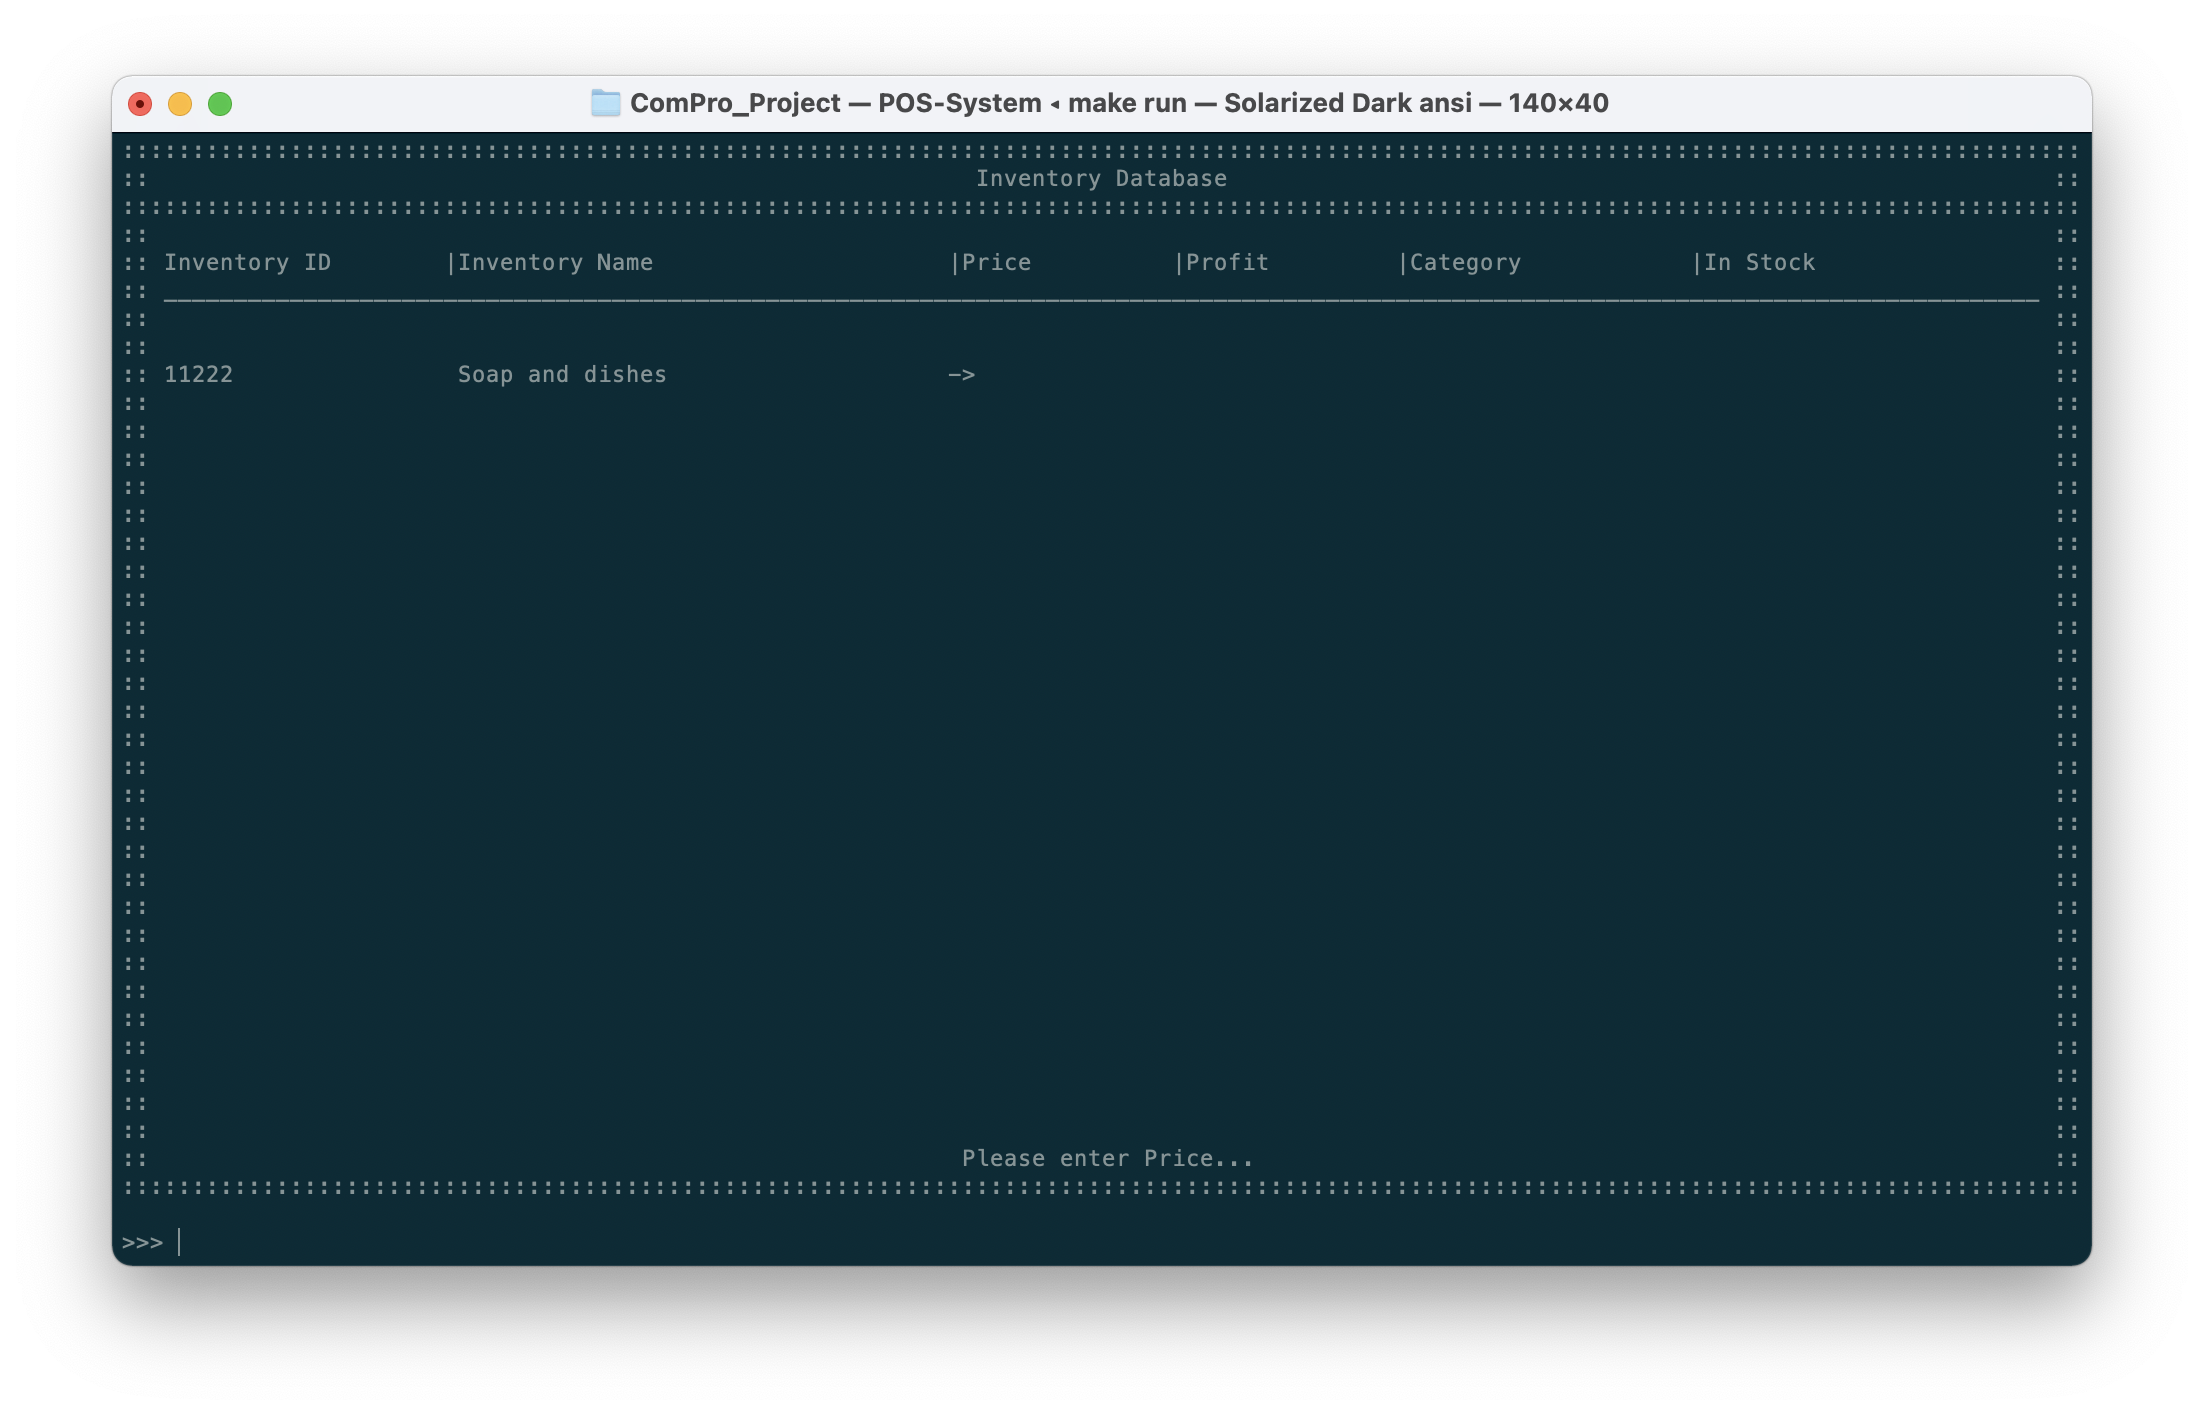 ComPro_Project — POS-System ◂ make run — Solarized Dark ansi — 140×40
::::::::::::::::::::::::::::::::::::::::::::::::::::::::::::::::::::::::::::::::::::::::::::::::::::::::::::::::::::::::::::::::::::::::::::
:: Inventory Database ::
::::::::::::::::::::::::::::::::::::::::::::::::::::::::::::::::::::::::::::::::::::::::::::::::::::::::::::::::::::::::::::::::::::::::::::
:: Inventory ID |Inventory Name |Price |Profit |Category |In Stock ::
:: 11222 Soap and dishes -> ::
:: Please enter Price... ::
::::::::::::::::::::::::::::::::::::::::::::::::::::::::::::::::::::::::::::::::::::::::::::::::::::::::::::::::::::::::::::::::::::::::::::
>>>